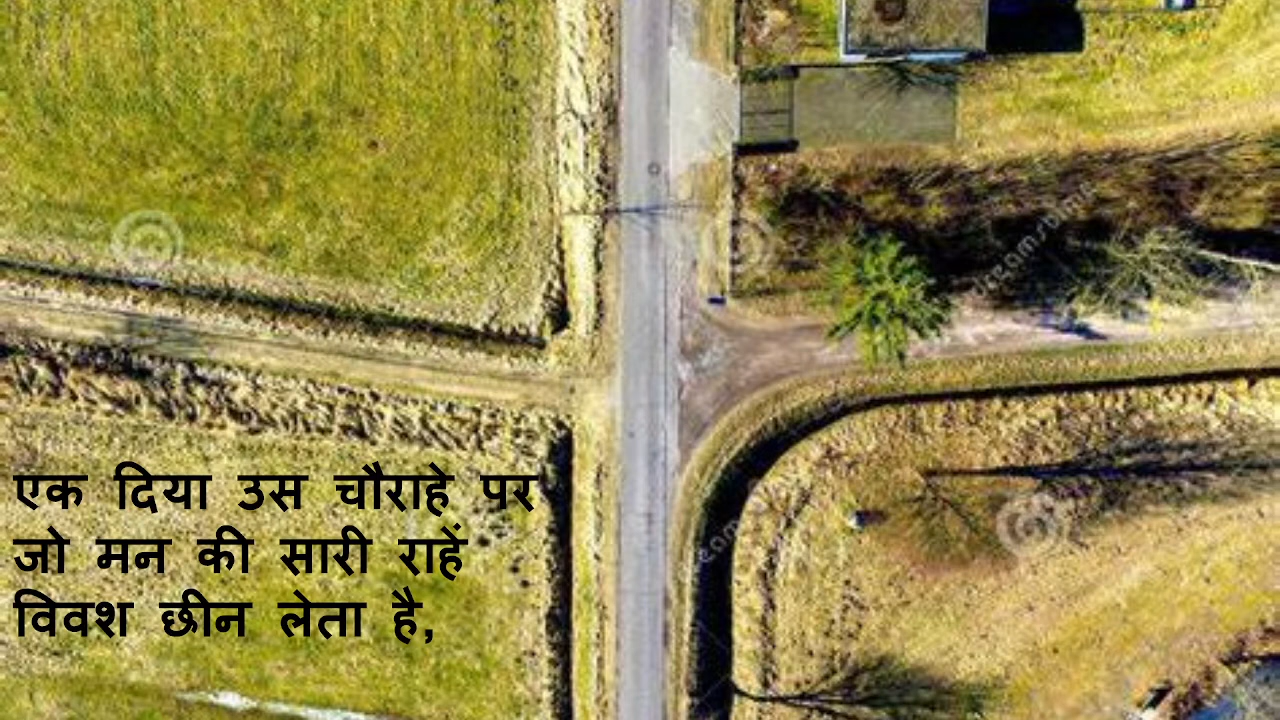 एक दिया उस चौराहे पर
जो मन की सारी राहें
विवश छीन लेता है,